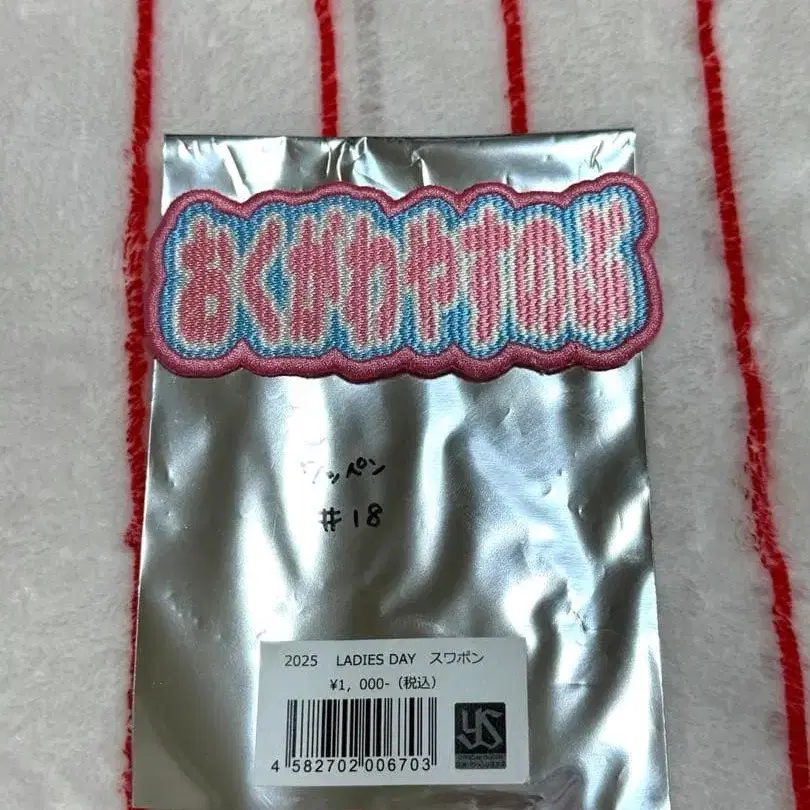 おくがわやすのぶ
ワッペン
#18
2025 LADIES DAY スワポン
¥1, 000-（税込）
YS
4 582702 006703